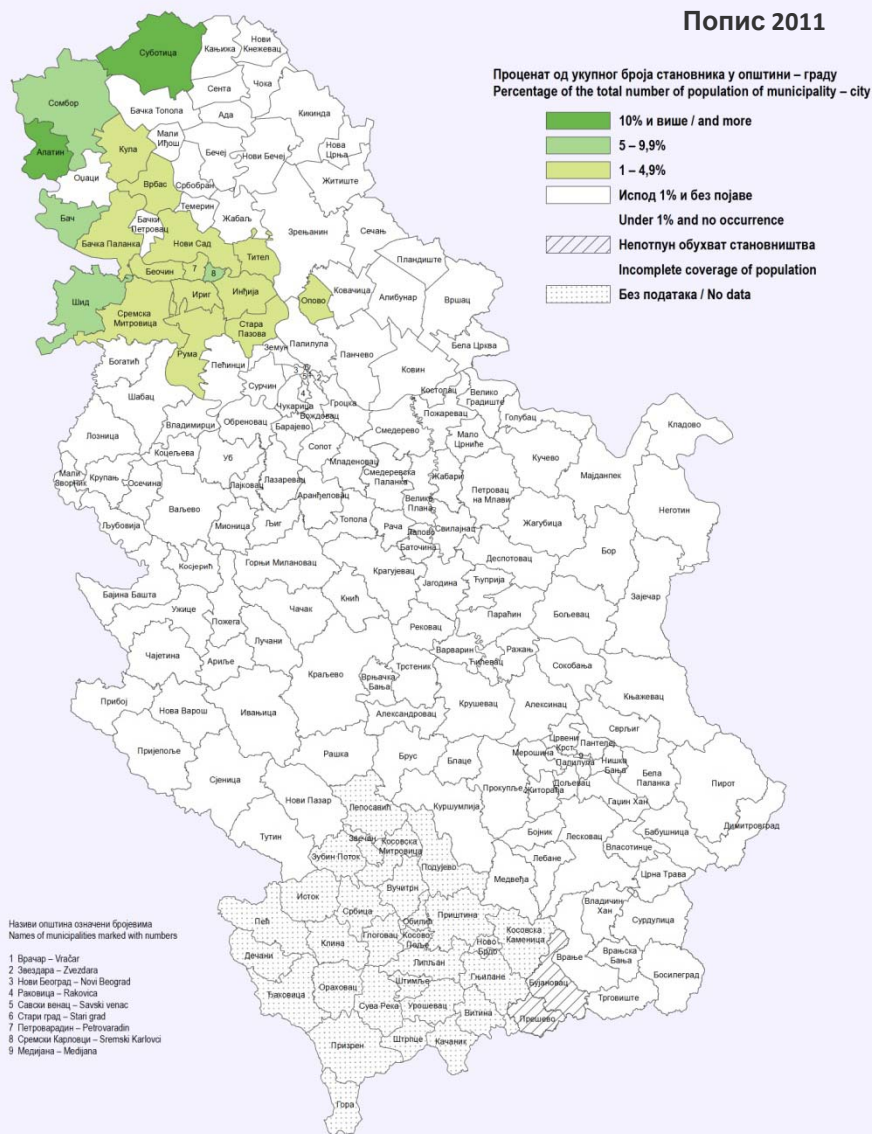 Попис 2011
Проценат од укупног броја становника у општини – граду
Percentage of the total number of population of municipality – city
10% и више / and more
5 – 9,9%
1 – 4,9%
Испод 1% и без појаве
Under 1% and no occurrence
Непотпун обухват становништва
Incomplete coverage of population
Без података / No data
Суботица
Кањижа
Нови
Кнежевац
Сомбор
Сента
Чока
Бачка Топола
Ада
Кикинда
Апатин
Кула
Мали
Иђош
Бечеј
Нови Бечеј
Нова
Црња
Оџаци
Врбас
Србобран
Житиште
Бач
Бачки
Петровац
Темерин
Жабаљ
Бачка Паланка
Нови Сад
Зрењанин
Сечањ
Тител
Беочин
7
8
Пландиште
Шид
Ириг
Инђија
Опово
Ковачица
Алибунар
Вршац
Сремска
Митровица
Стара
Пазова
Рума
Пећинци
Земун
Палилула
Панчево
Бела Црква
Богатић
Сурчин
3
5
2
4
Ковин
Шабац
Чукарица
Вождовац
Гроцка
Костолац
Велико
Градиште
Голубац
Кладово
Владимирци
Обреновац
Барајево
Смедерево
Пожаревац
Мало
Црниће
Лозница
Коцељева
Уб
Сопот
Младеновац
Кучево
Мајданпек
Мали
Зворник
Крупањ
Осечина
Лајковац
Лазаревац
Смедеревска
Паланка
Жабари
Петровац
на Млави
Неготин
Љубовија
Ваљево
Мионица
Љиг
Аранђеловац
Топола
Рача
Велика
Плана
Лапово
Свилајнац
Жагубица
Баточина
Бор
Косјерић
Горњи Милановац
Крагујевац
Деспотовац
Бајина Башта
Кнић
Јагодина
Ћуприја
Зајечар
Ужице
Пожега
Чачак
Параћин
Бољевац
Лучани
Рековац
Чајетина
Ариље
Варварин
Ћићевац
Ражањ
Краљево
Врњачка
Бања
Трстеник
Сокобања
Прибој
Нова Варош
Ивањица
Александровац
Крушевац
Алексинац
Књажевац
Пријепоље
Рашка
Брус
Блаце
Сврљиг
Црвени
Крст
Пантелеј
9
Мерошина
Палилула
Нишка
Бања
Сјеница
Прокупље
Дољевац
Бела
Паланка
Пирот
Нови Пазар
Лепосавић
Куршумлија
Житорађа
Гаџин Хан
Димитровград
Тутин
Звечан
Косовска
Митровица
Бојник
Лесковац
Бабушница
Зубин Поток
Подујево
Лебане
Власотинце
Вучитрн
Медвеђа
Црна Трава
Исток
Србица
Приштина
Владичин
Хан
Пећ
Обилић
Косовска
Каменица
Сурдулица
Клина
Глоговац
Косово
Поље
Ново
Брдо
Врање
Врањска
Бања
Дечани
Липљан
Гњилане
Босилеград
Ђаковица
Ораховац
Штимље
Бујановац
Трговиште
Сува Река
Урошевац
Витина
Прешево
Призрен
Штрпце
Качаник
Гора
Називи општина означени бројевима
Names of municipalities marked with numbers
1 Врачар – Vračar
2 Звездара – Zvezdara
3 Нови Београд – Novi Beograd
4 Раковица – Rakovica
5 Савски венац – Savski venac
6 Стари град – Stari grad
7 Петроварадин – Petrovaradin
8 Сремски Карловци – Sremski Karlovci
9 Медијана – Medijana